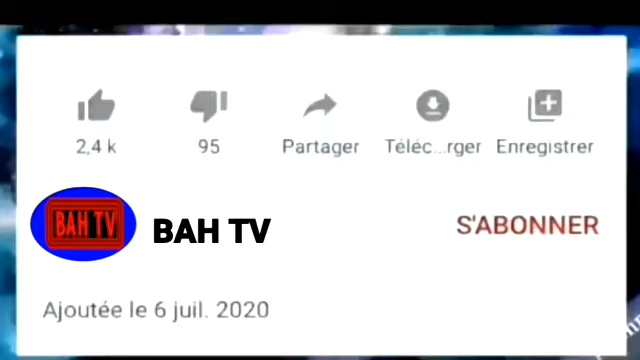 2,4 k
95
Partager
Téléc...rger
Enregistrer
BAH TV
BAH TV
S'ABONNER
Ajoutée le 6 juil. 2020